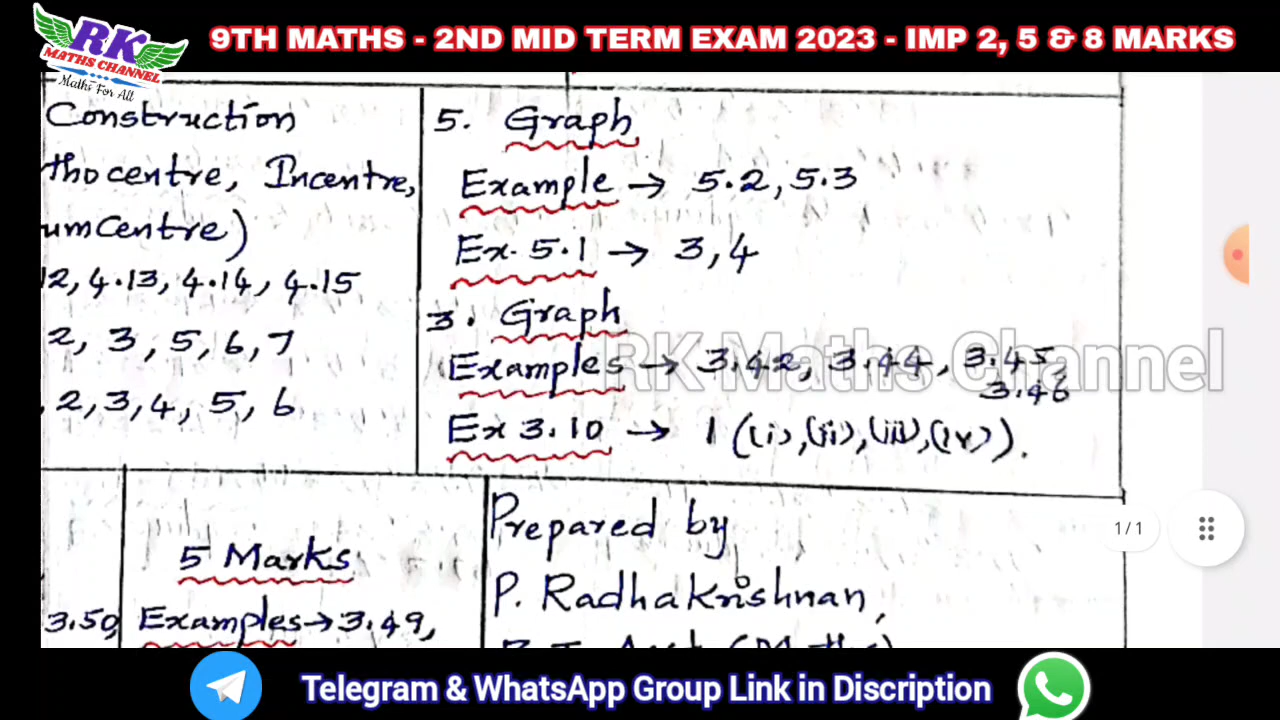 RK
MATHS CHANNEL
Maths For All
9TH MATHS - 2ND MID TERM EXAM 2023 - IMP 2, 5 & 8 MARKS
Construction
thocentre, Incentre,
umcentre)
12, 4.13, 4.14, 4.15
2, 3, 5, 6, 7
, 2, 3, 4, 5, 6
5. Graph
Example → 5.2, 5.3
Ex. 5.1 → 3, 4
3. Graph
Examples → 3.42, 3.44, 3.45,
3.46
Ex 3.10 → 1 ((i), (ii), (iii), (iv)).
RK Maths Channel
1/1
3.50,
5 Marks
Examples → 3.49,
Prepared by
P. Radhakrishnan,
Telegram & WhatsApp Group Link in Discription